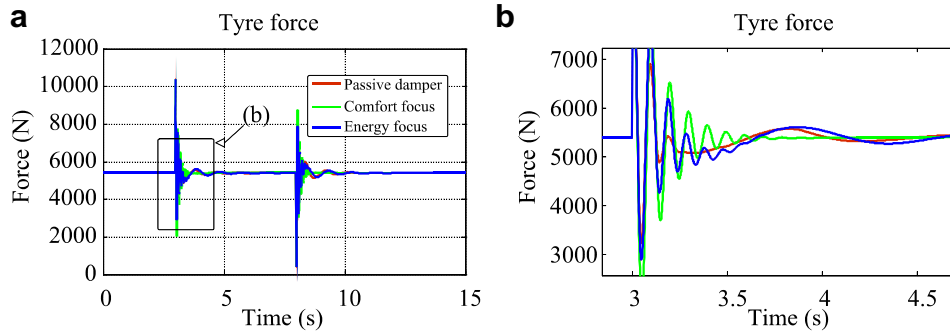 a
Tyre force
12000
10000
8000
6000
4000
2000
0
Force (N)
Passive damper
Comfort focus
Energy focus
(b)
0
5
10
15
Time (s)
b
Tyre force
7000
6000
5000
4000
3000
Force (N)
3
3.5
4
4.5
Time (s)